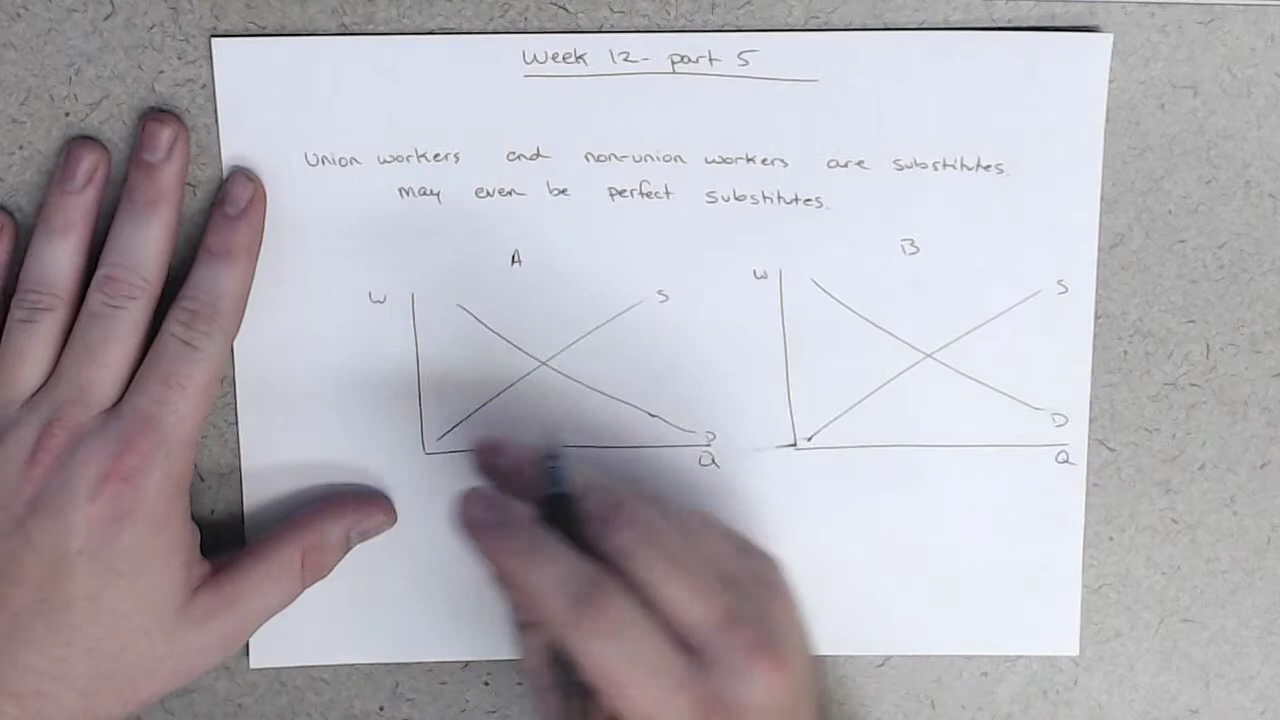 Week 12- part 5
Union workers and non-union workers are substitutes.
may even be perfect substitutes.
A
B
W
S
D
Q
W
S
D
Q